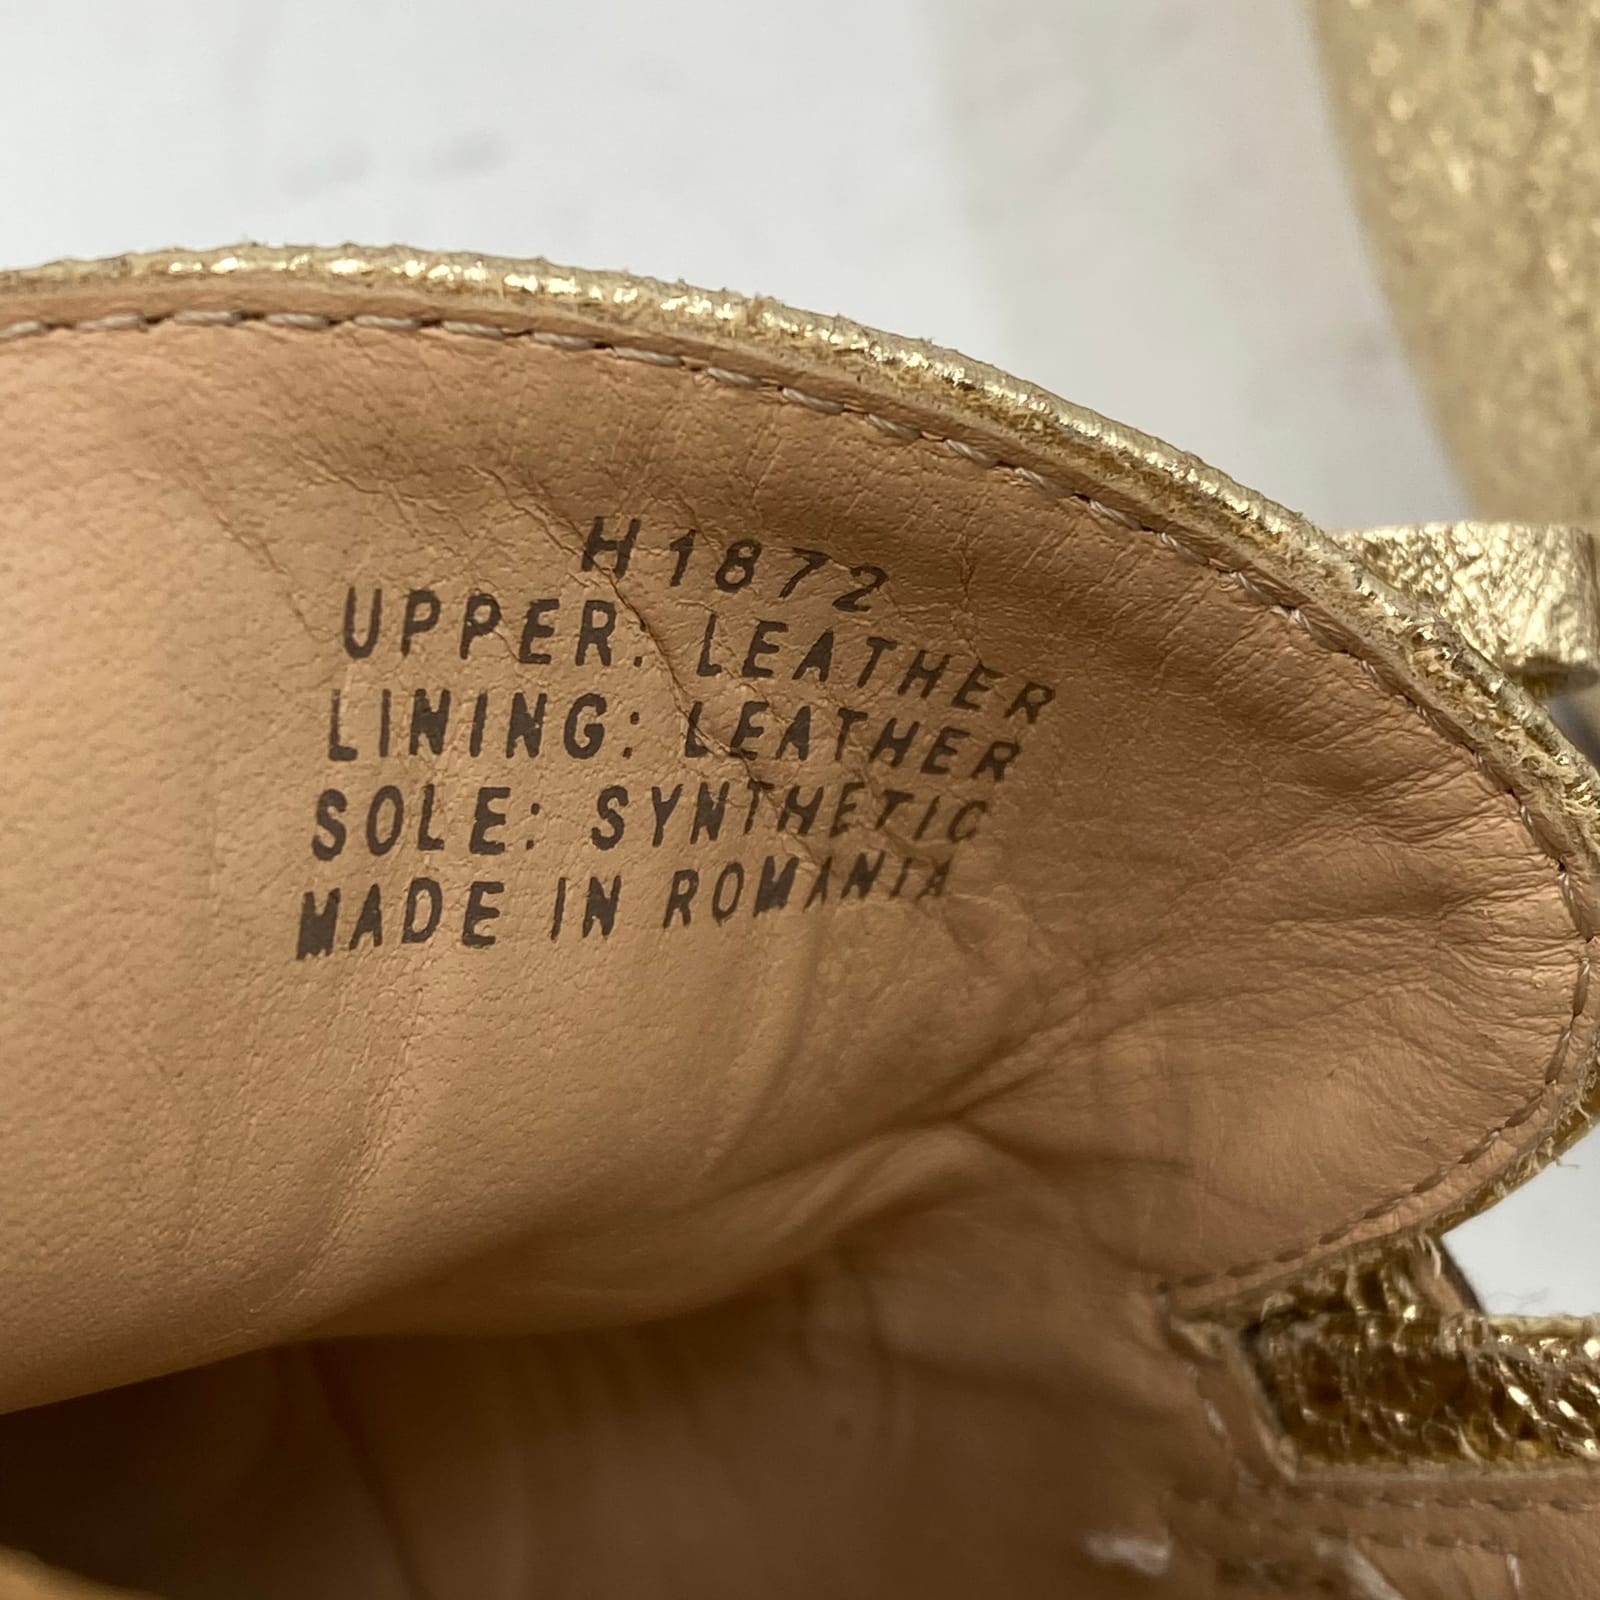 H1872
UPPER: LEATHER
LINING: LEATHER
SOLE: SYNTHETIC
MADE IN ROMANIA